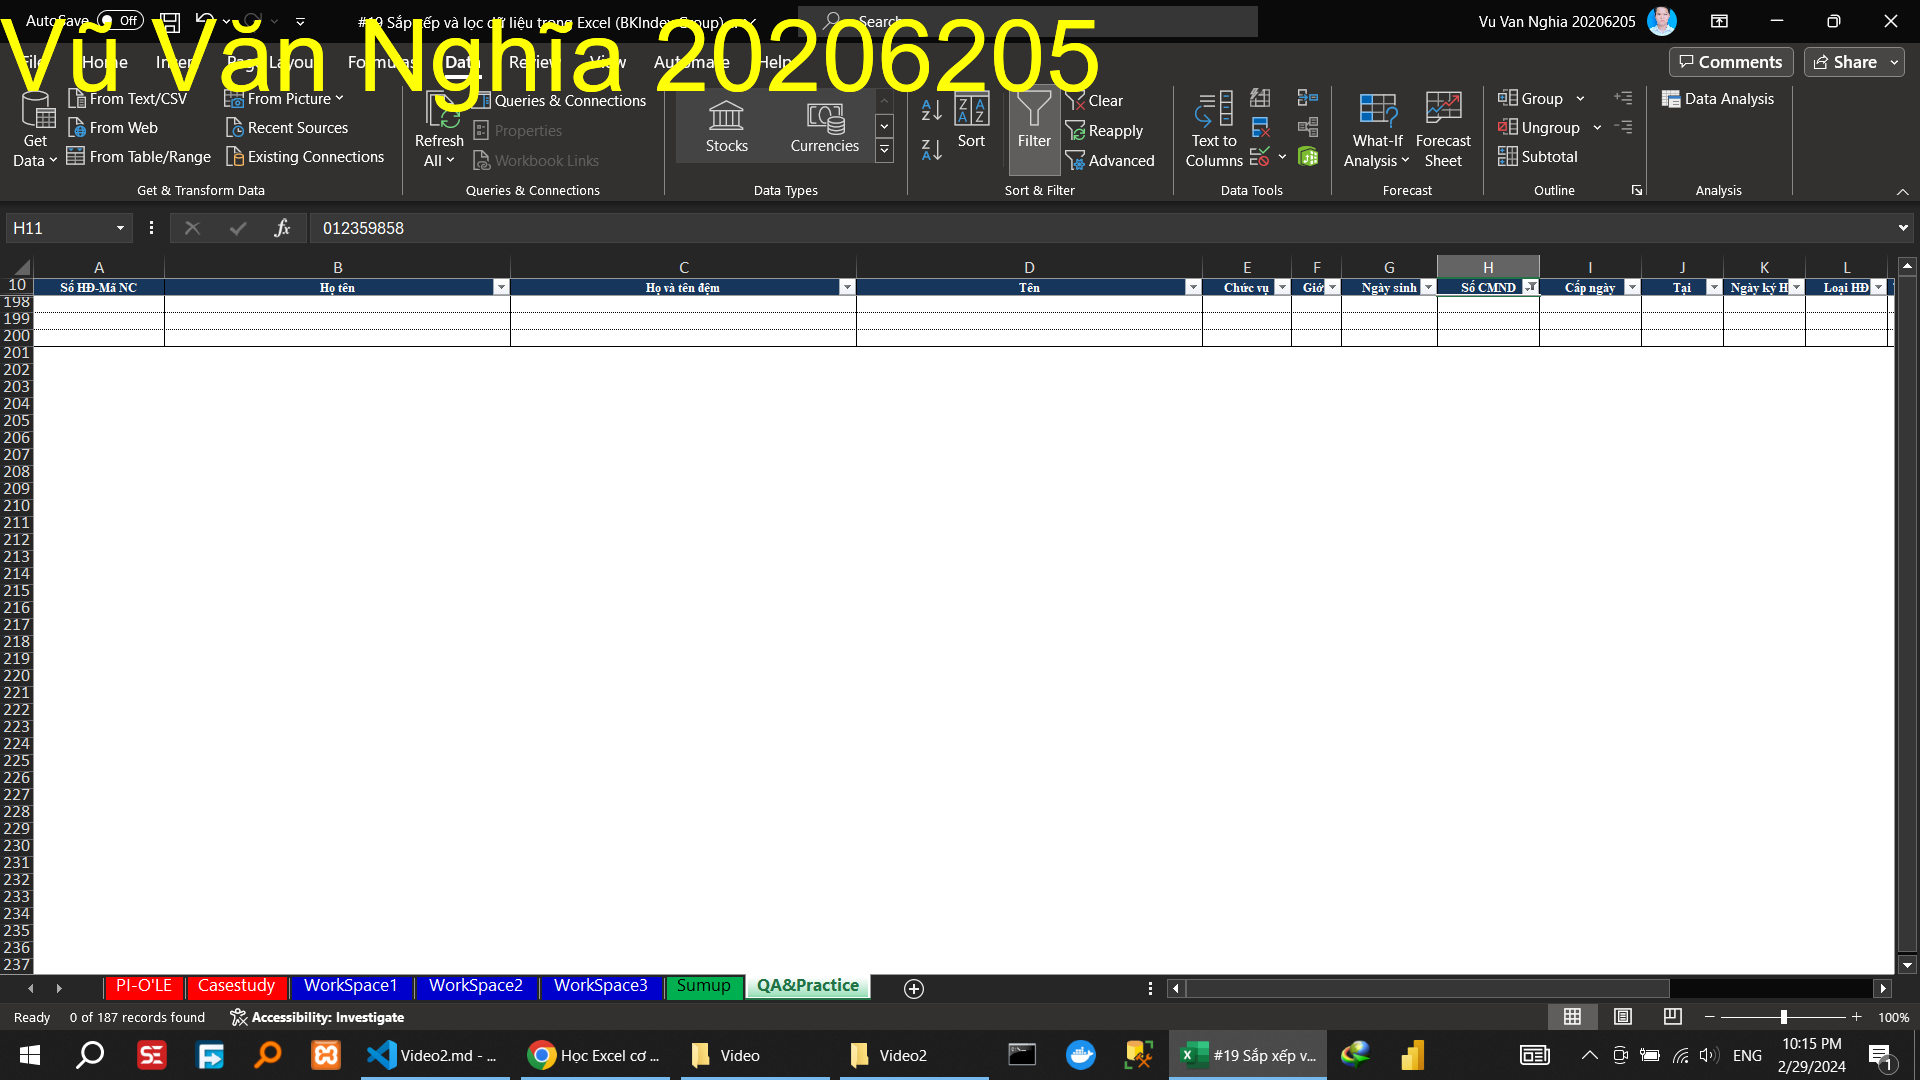 AutoSave Off #19 Sắp xếp và lọc dữ liệu trong Excel (BKIndex Group) Search Vu Van Nghia 20206205
Vũ Văn Nghĩa 20206205
File Home Insert Page Layout Formulas Data Review View Automate Help Comments Share
Get Data
From Text/CSV
From Web
From Table/Range
From Picture
Recent Sources
Existing Connections
Get & Transform Data
Refresh All
Queries & Connections
Properties
Workbook Links
Queries & Connections
Stocks
Currencies
Data Types
Sort
Filter
Clear
Reapply
Advanced
Sort & Filter
Text to Columns
Data Tools
What-If Analysis
Forecast Sheet
Forecast
Group
Ungroup
Subtotal
Outline
Data Analysis
Analysis
H11 fx 012359858
A B C D E F G H I J K L
10 Số HĐ-Mã NC Họ tên Họ và tên đệm Tên Chức vụ Giớ Ngày sinh Số CMND Cấp ngày Tại Ngày ký H Loại HĐ
198
199
200
201
202
203
204
205
206
207
208
209
210
211
212
213
214
215
216
217
218
219
220
221
222
223
224
225
226
227
228
229
230
231
232
233
234
235
236
237
PI-O'LE Casestudy WorkSpace1 WorkSpace2 WorkSpace3 Sumup QA&Practice
Ready 0 of 187 records found Accessibility: Investigate 100%
SE Video2.md - ... Học Excel cơ ... Video Video2 #19 Sắp xếp v... ENG 10:15 PM
2/29/2024 1